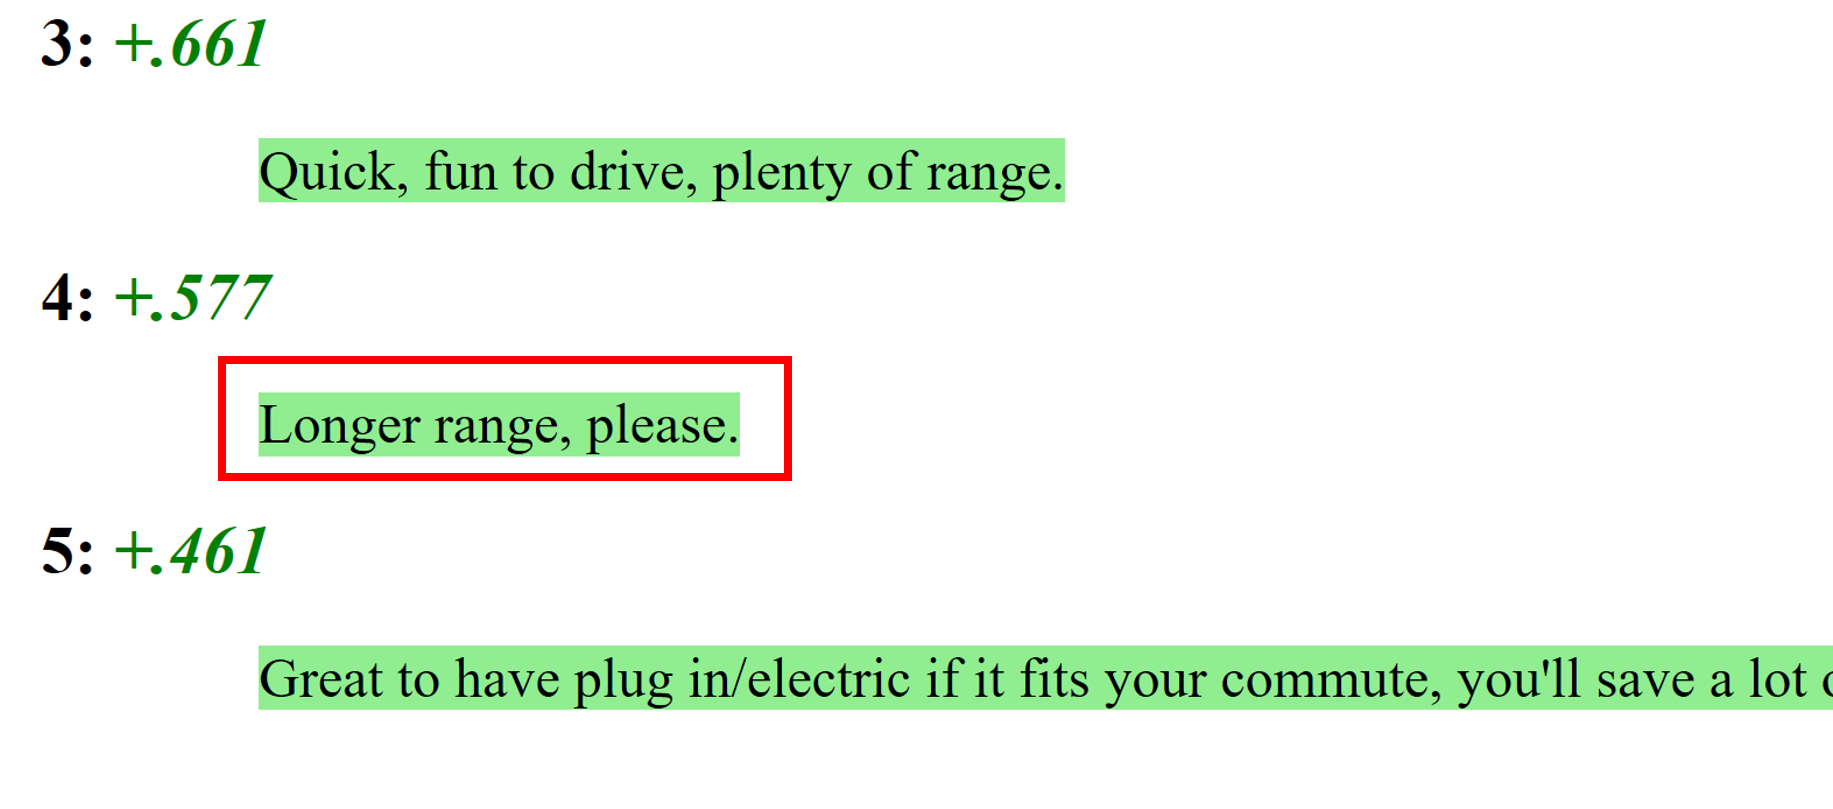 3: +.661
Quick, fun to drive, plenty of range.
4: +.577
Longer range, please.
5: +.461
Great to have plug in/electric if it fits your commute, you'll save a lot